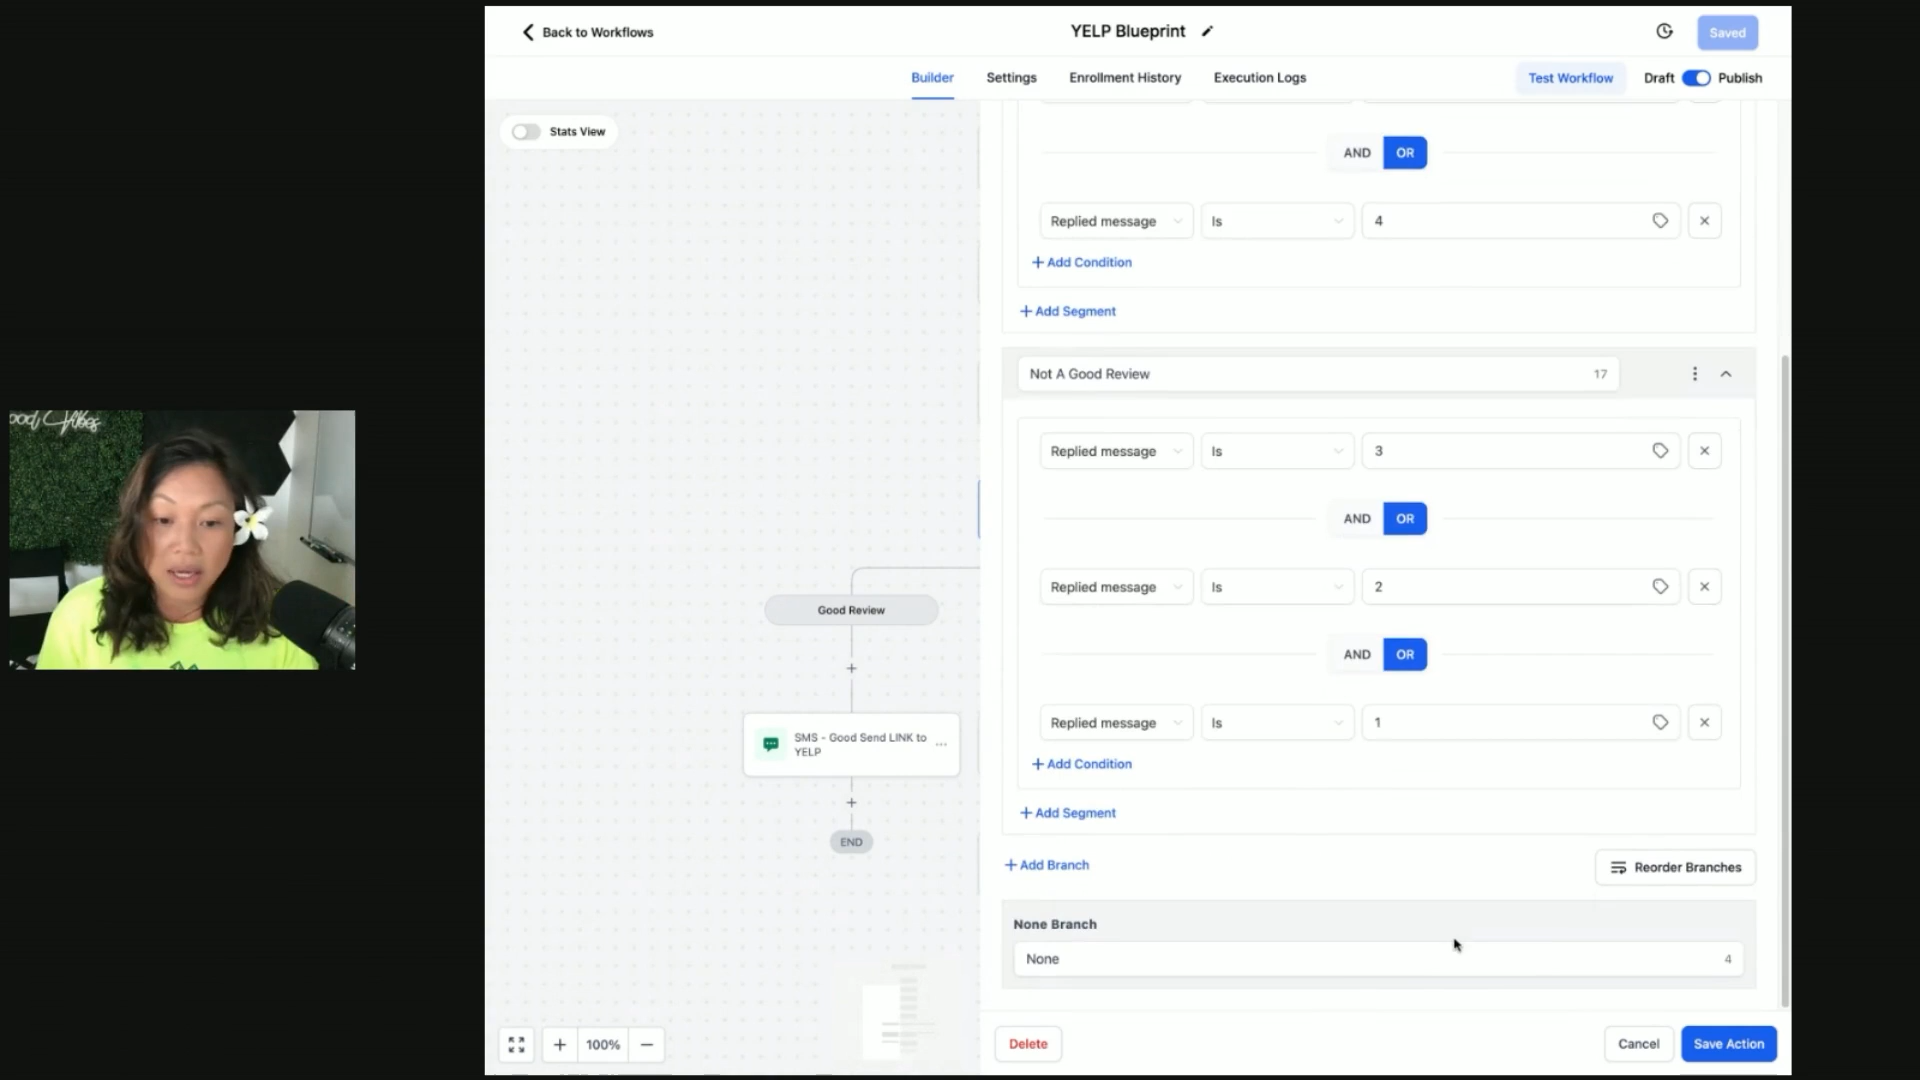 Back to Workflows
YELP Blueprint
Saved
Builder
Settings
Enrollment History
Execution Logs
Test Workflow
Draft
Publish
Stats View
AND OR
Replied message Is 4
+ Add Condition
+ Add Segment
Not A Good Review 17
Replied message Is 3
AND OR
Replied message Is 2
AND OR
Replied message Is 1
+ Add Condition
+ Add Segment
+ Add Branch
Reorder Branches
None Branch
None 4
Delete
Cancel
Save Action
Good Review
SMS - Good Send LINK to
YELP
END
100%
ood Vibes